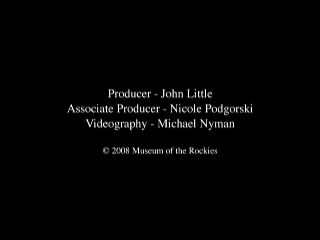 Producer - John Little
Associate Producer - Nicole Podgorski
Videography - Michael Nyman
© 2008 Museum of the Rockies